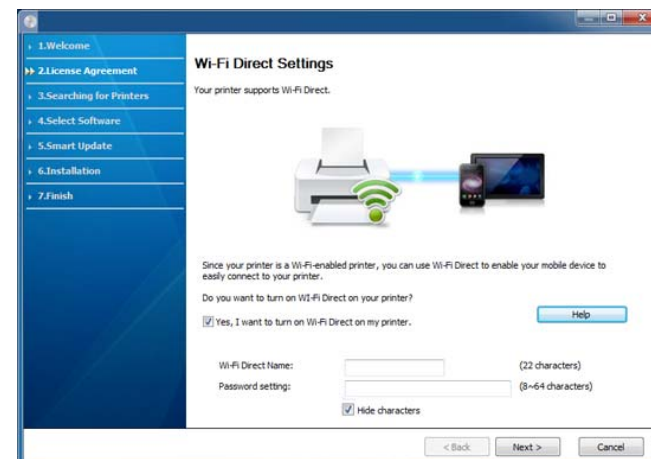 1.Welcome
2.License Agreement
3.Searching for Printers
4.Select Software
5.Smart Update
6.Installation
7.Finish
Wi-Fi Direct Settings
Your printer supports Wi-Fi Direct.
Since your printer is a Wi-Fi-enabled printer, you can use Wi-Fi Direct to enable your mobile device to
easily connect to your printer.
Do you want to turn on WI-Fi Direct on your printer?
Yes, I want to turn on Wi-Fi Direct on my printer.
Help
Wi-Fi Direct Name: (22 characters)
Password setting: (8~64 characters)
Hide characters
< Back Next > Cancel